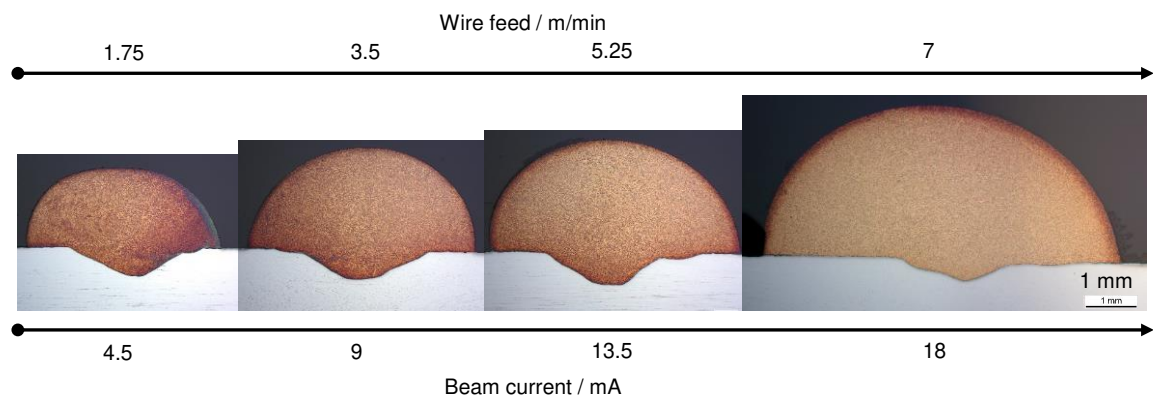 Wire feed / m/min
1.75 3.5 5.25 7
1 mm
1 mm
4.5 9 13.5 18
Beam current / mA